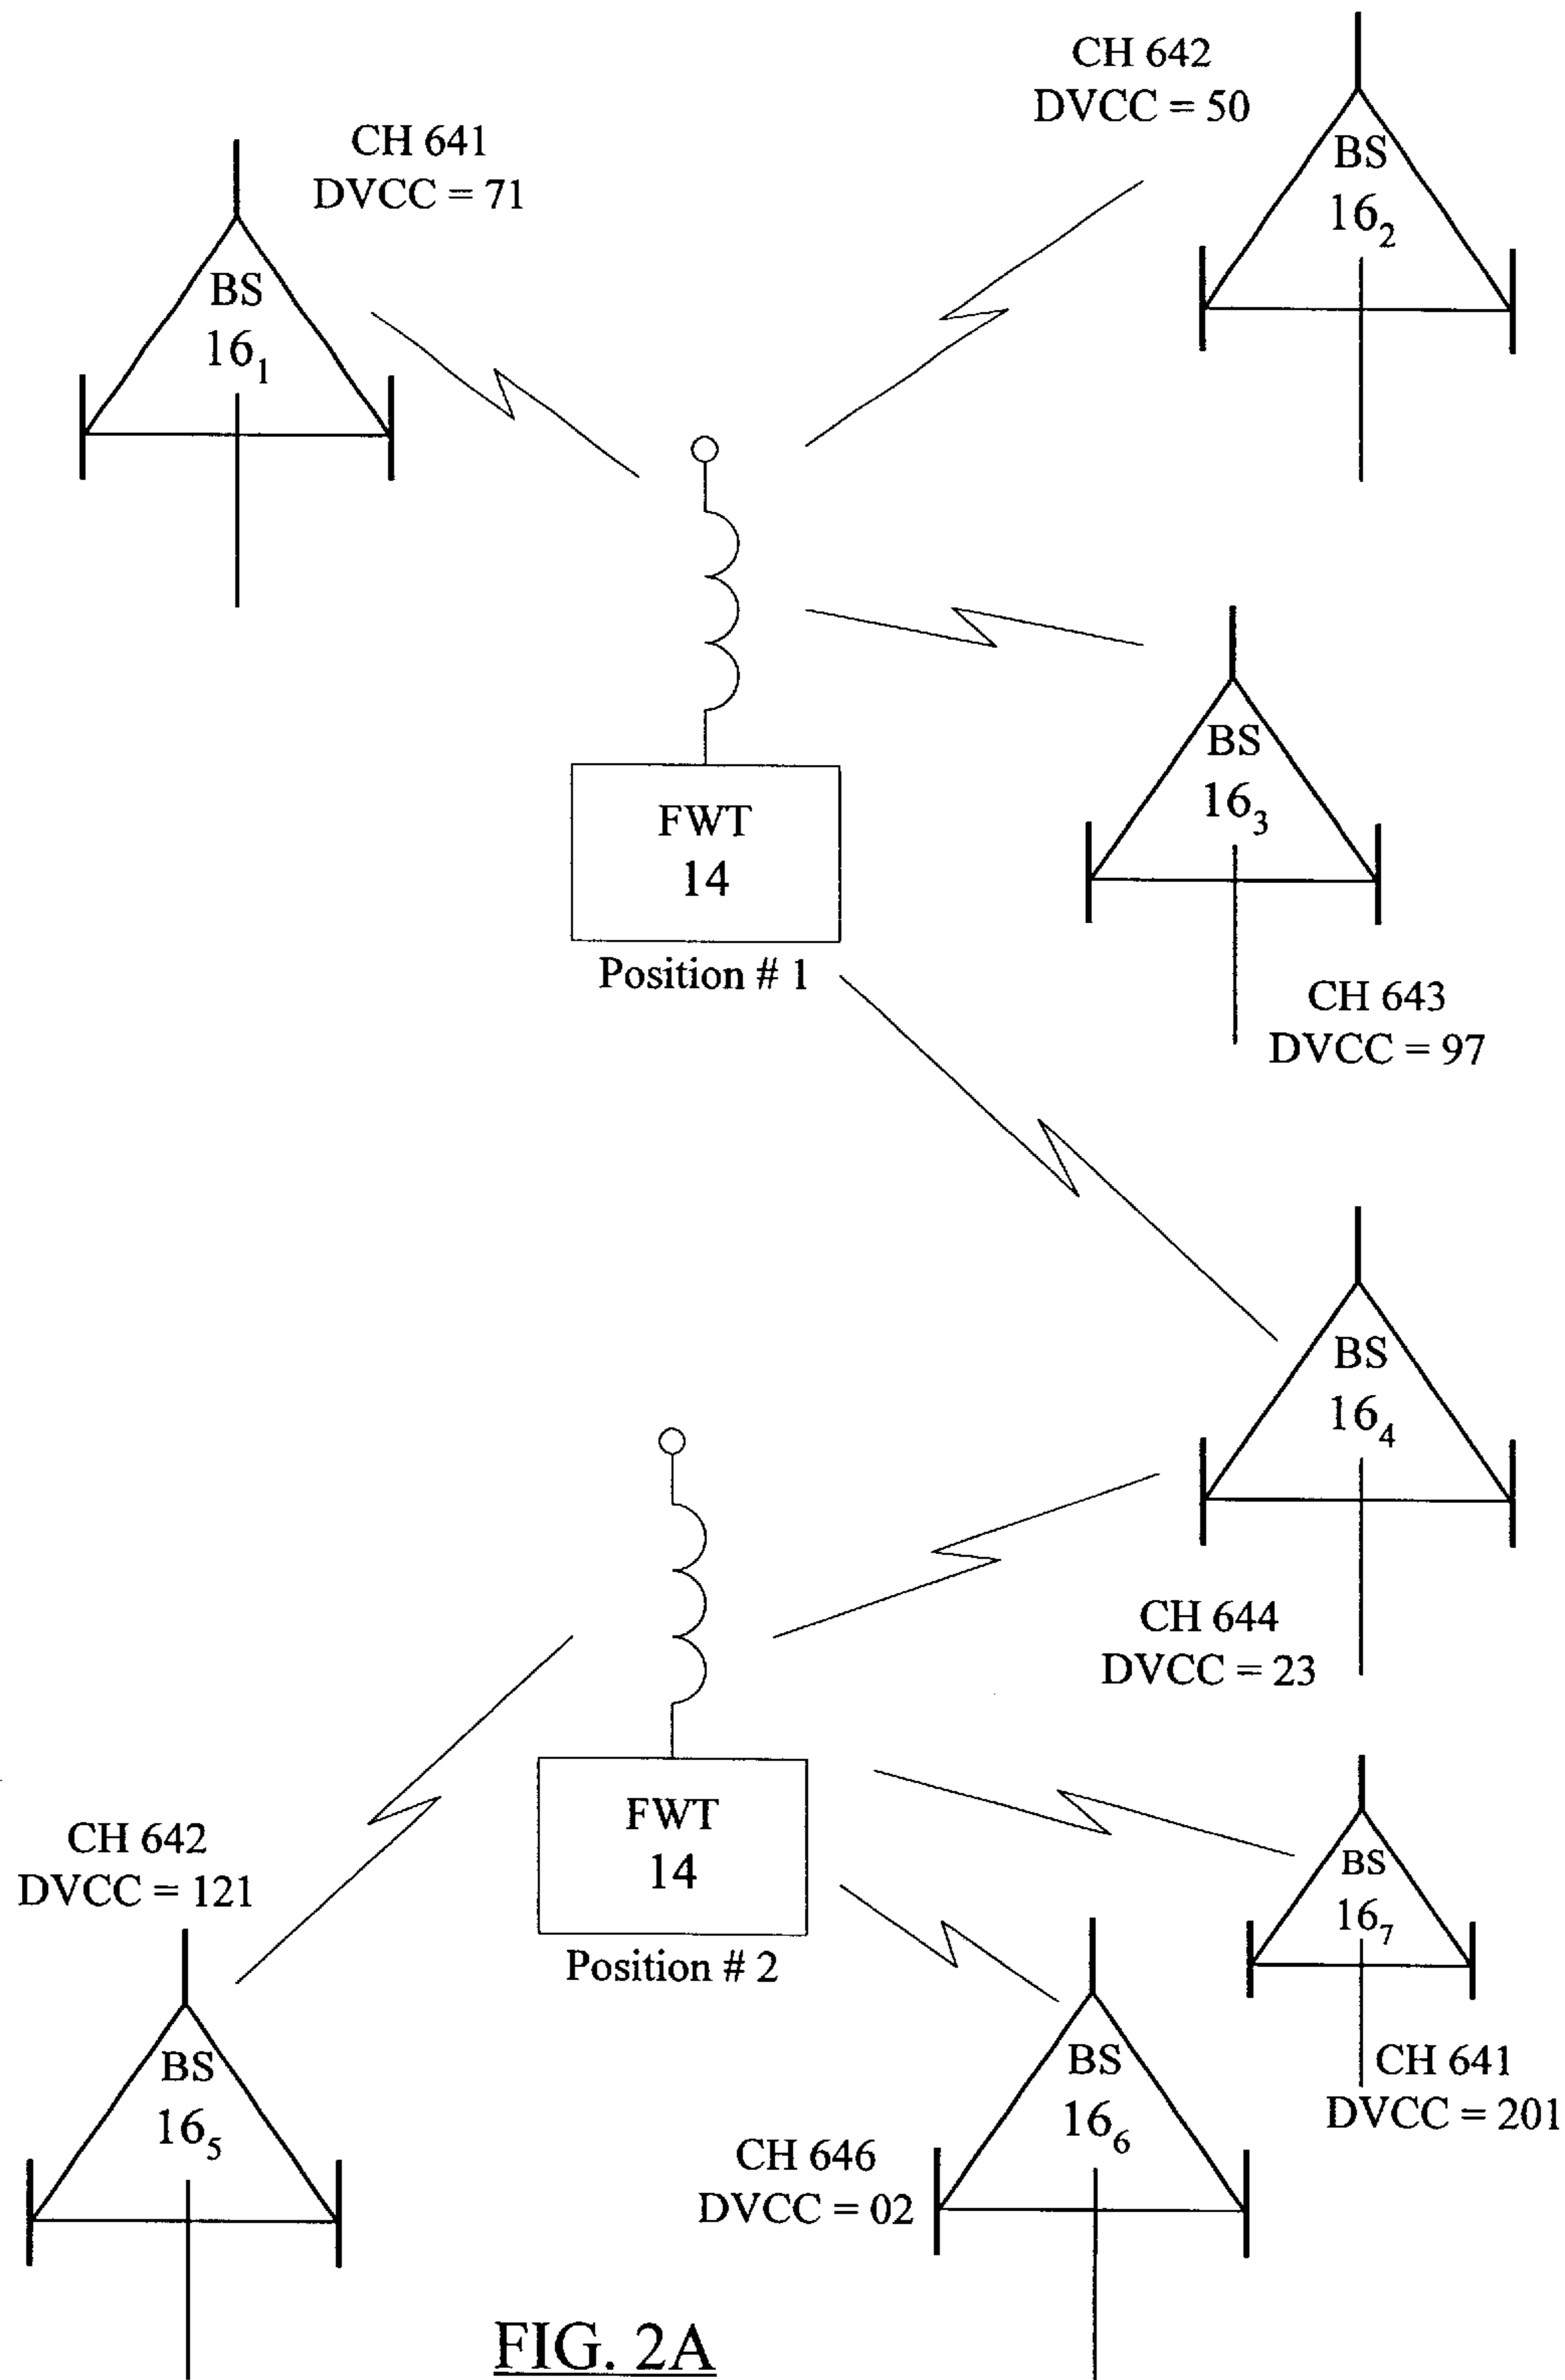 CH 642
DVCC = 50
BS
16₂
CH 641
DVCC = 71
BS
16₁
BS
16₃
FWT
14
Position # 1
CH 643
DVCC = 97
BS
16₄
CH 644
DVCC = 23
FWT
14
Position # 2
CH 642
DVCC = 121
BS
16₅
BS
16₇
CH 641
DVCC = 201
BS
16₆
CH 646
DVCC = 02
FIG. 2A